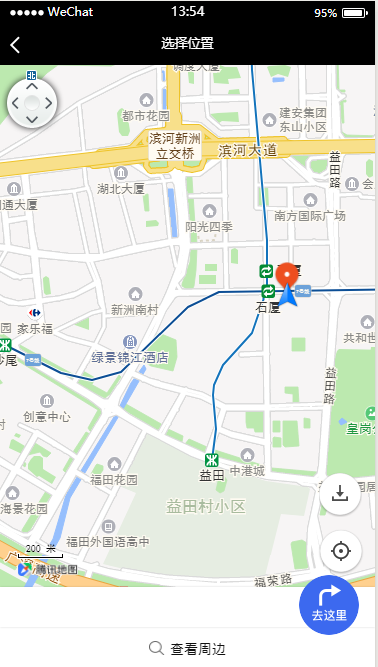 WeChat 13:54 95%
选择位置
北
都市花园
建安集团
东山小区
滨河新洲
立交桥
滨河大道
益田路
湖北大厦
南方国际广场
阳光四季
石厦
新洲南村
家乐福
绿景锦江酒店
共和世
益田路
创意中心
皇岗公
福田花园
中港城
益田
海景花园
益田村小区
福田外国语高中
200 米
腾讯地图
福荣路
去这里
查看周边